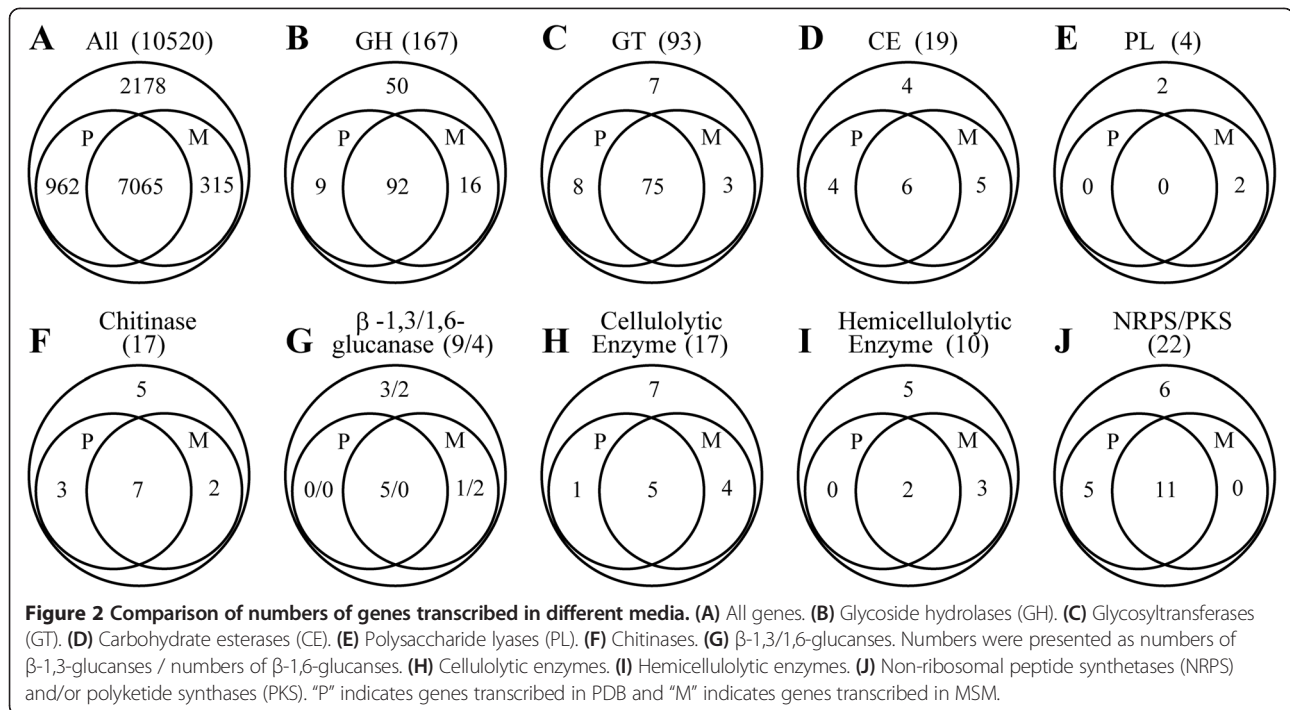 A All (10520)
B GH (167)
C GT (93)
D CE (19)
E PL (4)
2178
P M
962 7065 315
50
P M
9 92 16
7
P M
8 75 3
4
P M
4 6 5
2
P M
0 0 2
F Chitinase
(17)
G β -1,3/1,6-
glucanase (9/4)
H Cellulolytic
Enzyme (17)
I Hemicellulolytic
Enzyme (10)
J NRPS/PKS
(22)
5
P M
3 7 2
3/2
P M
0/0 5/0 1/2
7
P M
1 5 4
5
P M
0 2 3
6
P M
5 11 0
Figure 2 Comparison of numbers of genes transcribed in different media. (A) All genes. (B) Glycoside hydrolases (GH). (C) Glycosyltransferases
(GT). (D) Carbohydrate esterases (CE). (E) Polysaccharide lyases (PL). (F) Chitinases. (G) β-1,3/1,6-glucanses. Numbers were presented as numbers of
β-1,3-glucanses / numbers of β-1,6-glucanses. (H) Cellulolytic enzymes. (I) Hemicellulolytic enzymes. (J) Non-ribosomal peptide synthetases (NRPS)
and/or polyketide synthases (PKS). “P” indicates genes transcribed in PDB and “M” indicates genes transcribed in MSM.